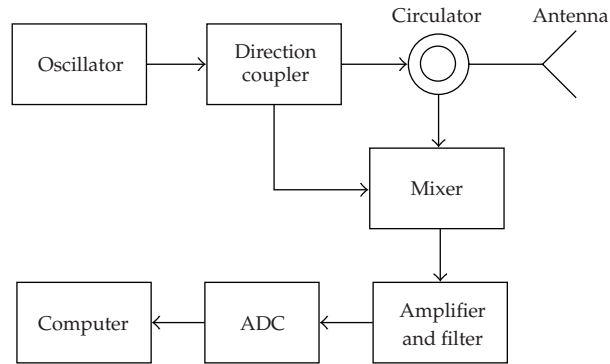 Circulator
Antenna
Oscillator
Direction
coupler
Mixer
Computer
ADC
Amplifier
and filter